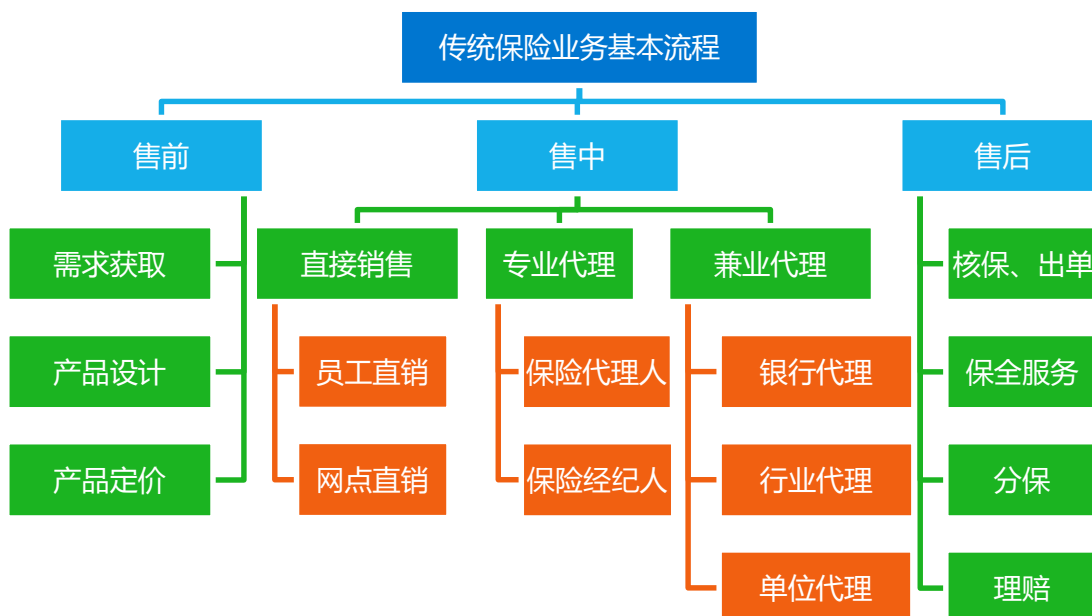 传统保险业务基本流程
售前
售中
售后
需求获取
直接销售
专业代理
兼业代理
核保、出单
产品设计
员工直销
保险代理人
银行代理
保全服务
产品定价
网点直销
保险经纪人
行业代理
分保
单位代理
理赔